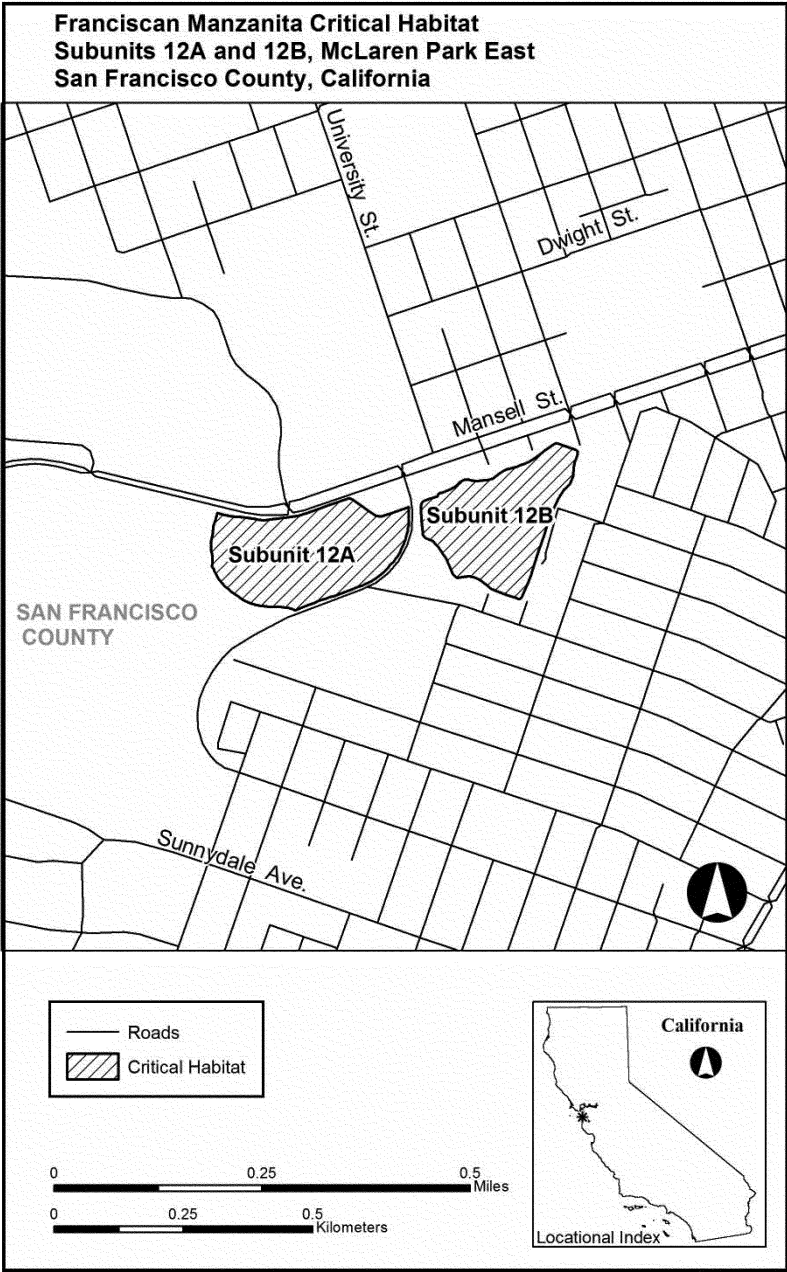 Franciscan Manzanita Critical Habitat
Subunits 12A and 12B, McLaren Park East
San Francisco County, California
University St.
Dwight St.
Mansell St.
Subunit 12B
Subunit 12A
SAN FRANCISCO
COUNTY
Sunnydale Ave.
Roads
Critical Habitat
California
0 0.25 0.5
Miles
0 0.25 0.5
Kilometers
Locational Index